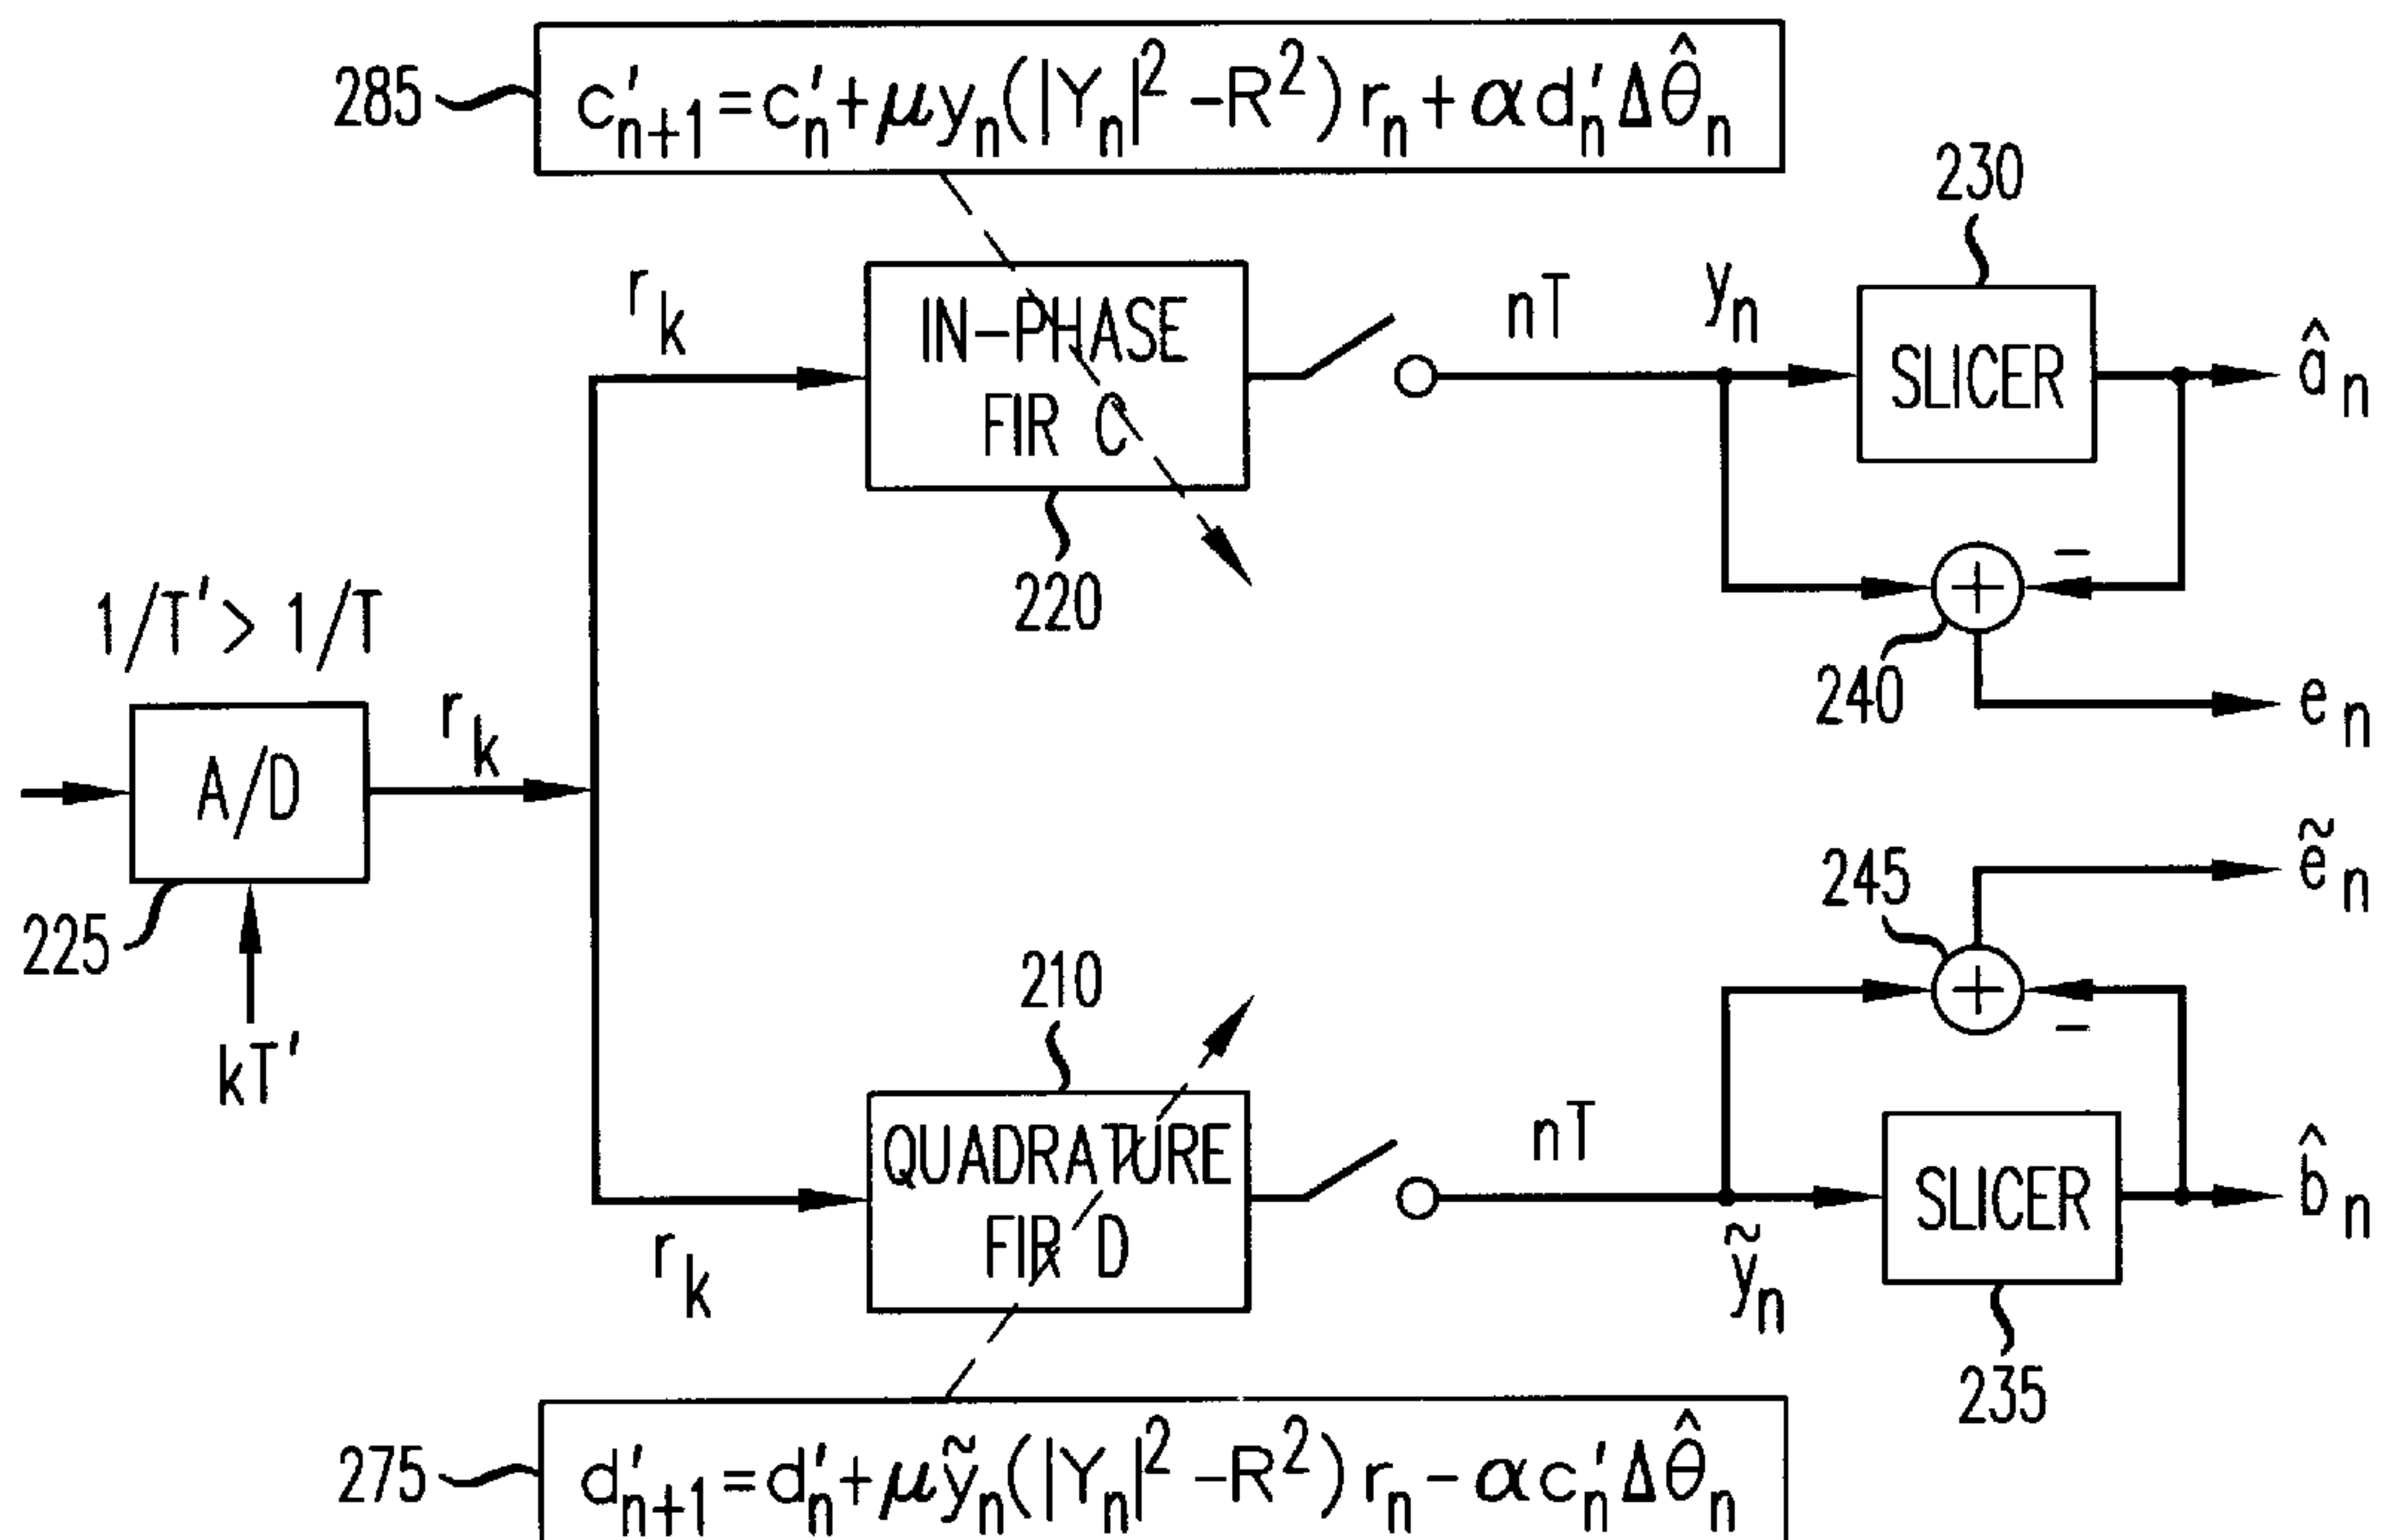 285
c'ₙ₊₁ = c'ₙ + μyₙ(|Yₙ|² − R²)rₙ + αd'ₙΔθ̂ₙ
230
rₖ
IN-PHASE
FIR C
nT
yₙ
SLICER
âₙ
220
−
+
240
eₙ
1/T' > 1/T
rₖ
A/D
225
kT'
245
ẽₙ
+
−
210
rₖ
QUADRATURE
FIR D
nT
ỹₙ
SLICER
b̂ₙ
235
275
d'ₙ₊₁ = d'ₙ + μỹₙ(|Yₙ|² − R²)rₙ − αc'ₙΔθ̂ₙ